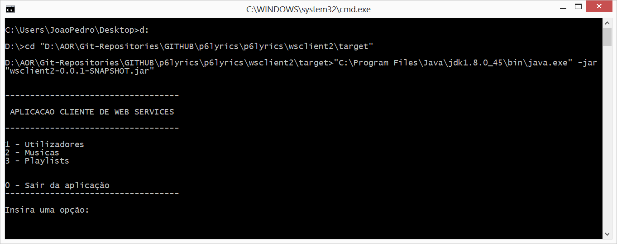 C:\WINDOWS\system32\cmd.exe
C:\Users\JoaoPedro\Desktop>d:
D:\>cd "D:\AOR\Git-Repositories\GITHUB\p6lyrics\p6lyrics\wsclient2\target"
D:\AOR\Git-Repositories\GITHUB\p6lyrics\p6lyrics\wsclient2\target>"C:\Program Files\Java\jdk1.8.0_45\bin\java.exe" -jar
"wsclient2-0.0.1-SNAPSHOT.jar"
----------------------------------
APLICACAO CLIENTE DE WEB SERVICES
----------------------------------
1 - Utilizadores
2 - Musicas
3 - Playlists
0 - Sair da aplicação
----------------------------------
Insira uma opção: